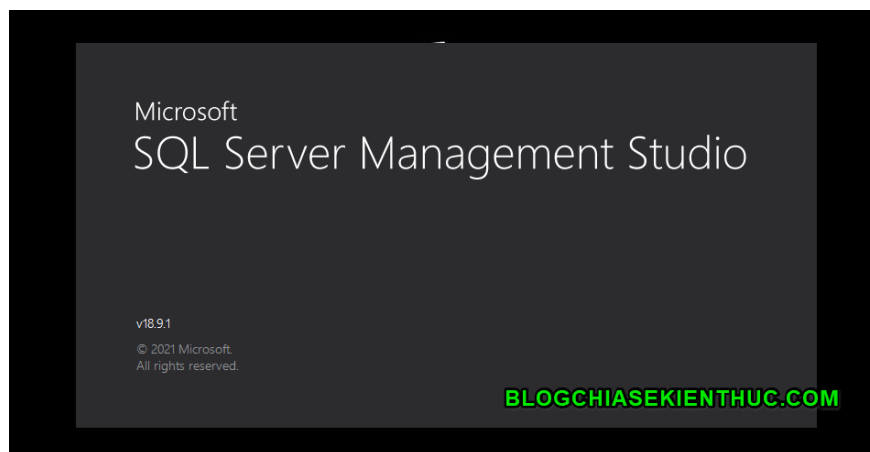 Microsoft
SQL Server Management Studio
v18.9.1
© 2021 Microsoft.
All rights reserved.
BLOGCHIASEKIENTHUC.COM